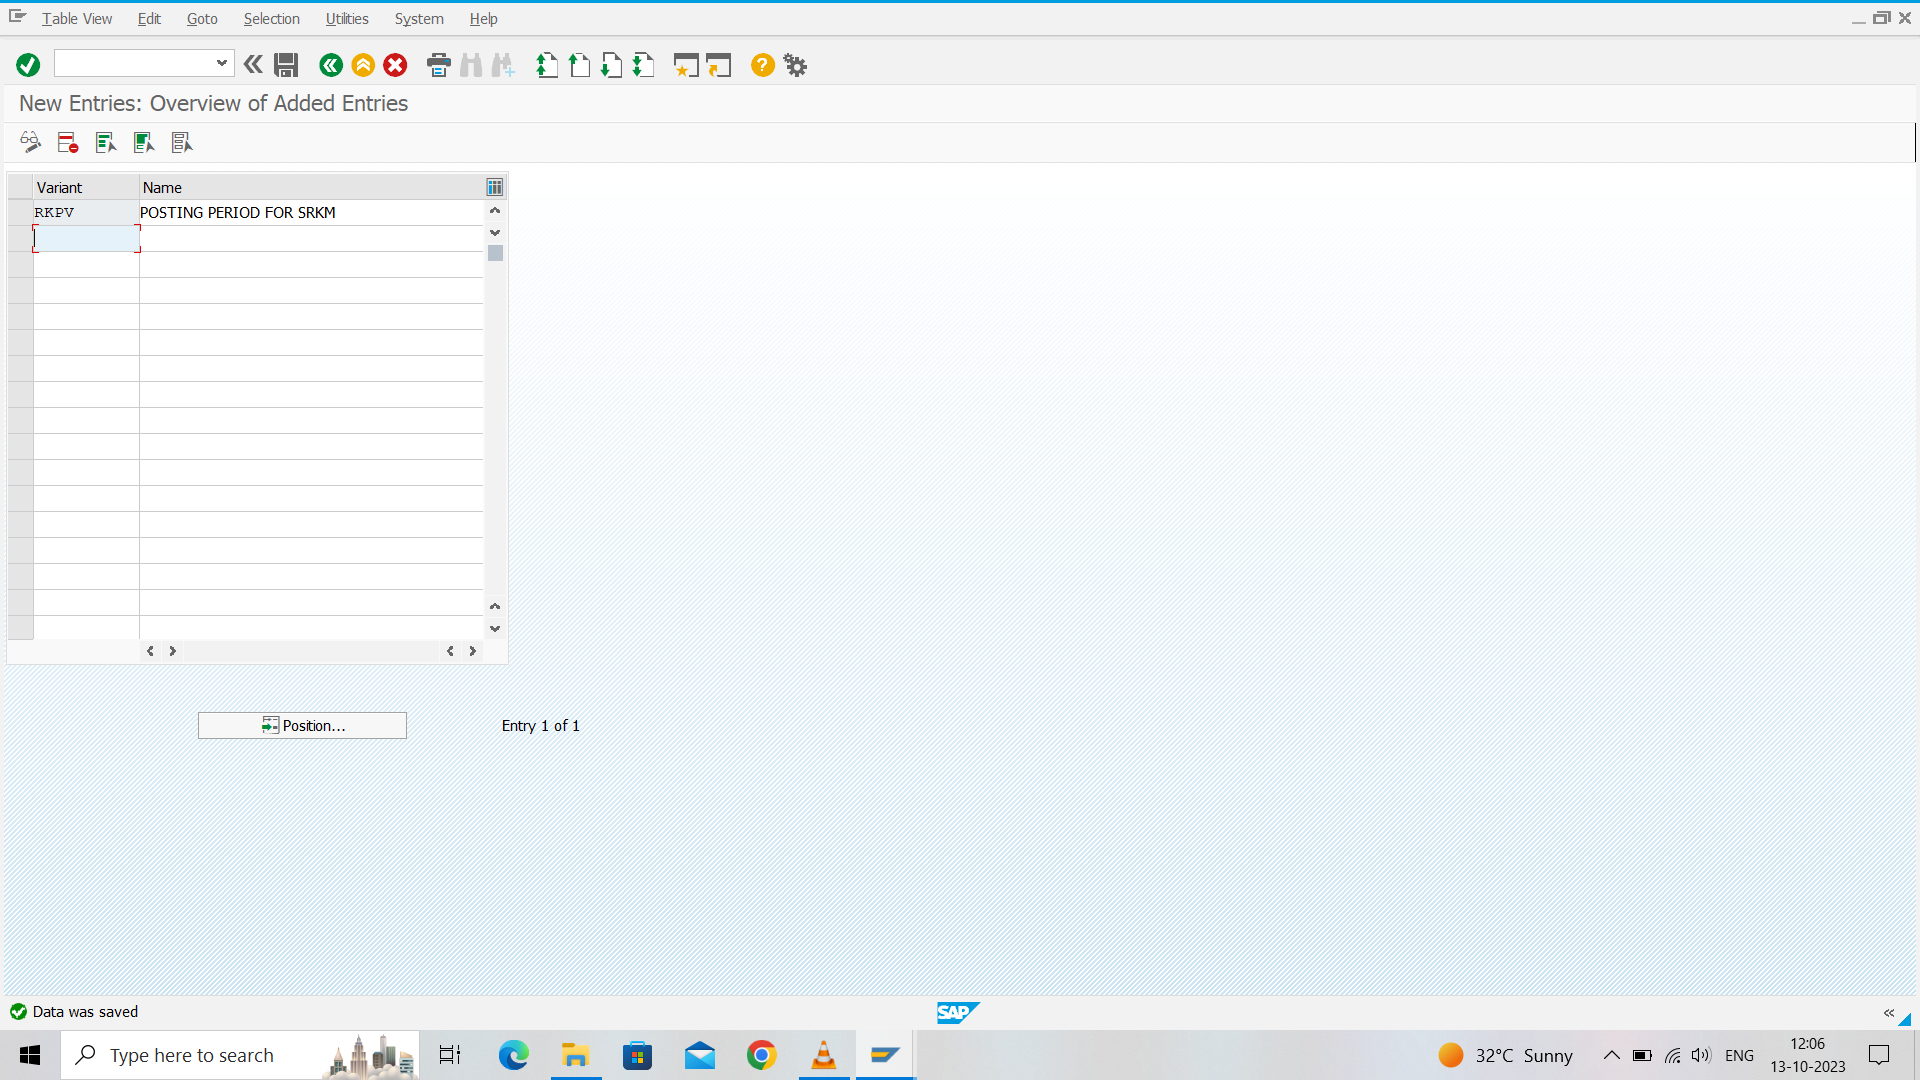 Table View Edit Goto Selection Utilities System Help
New Entries: Overview of Added Entries
Variant Name
RKPV POSTING PERIOD FOR SRKM
Position... Entry 1 of 1
Data was saved
SAP
Type here to search
32°C Sunny
ENG
12:06
13-10-2023